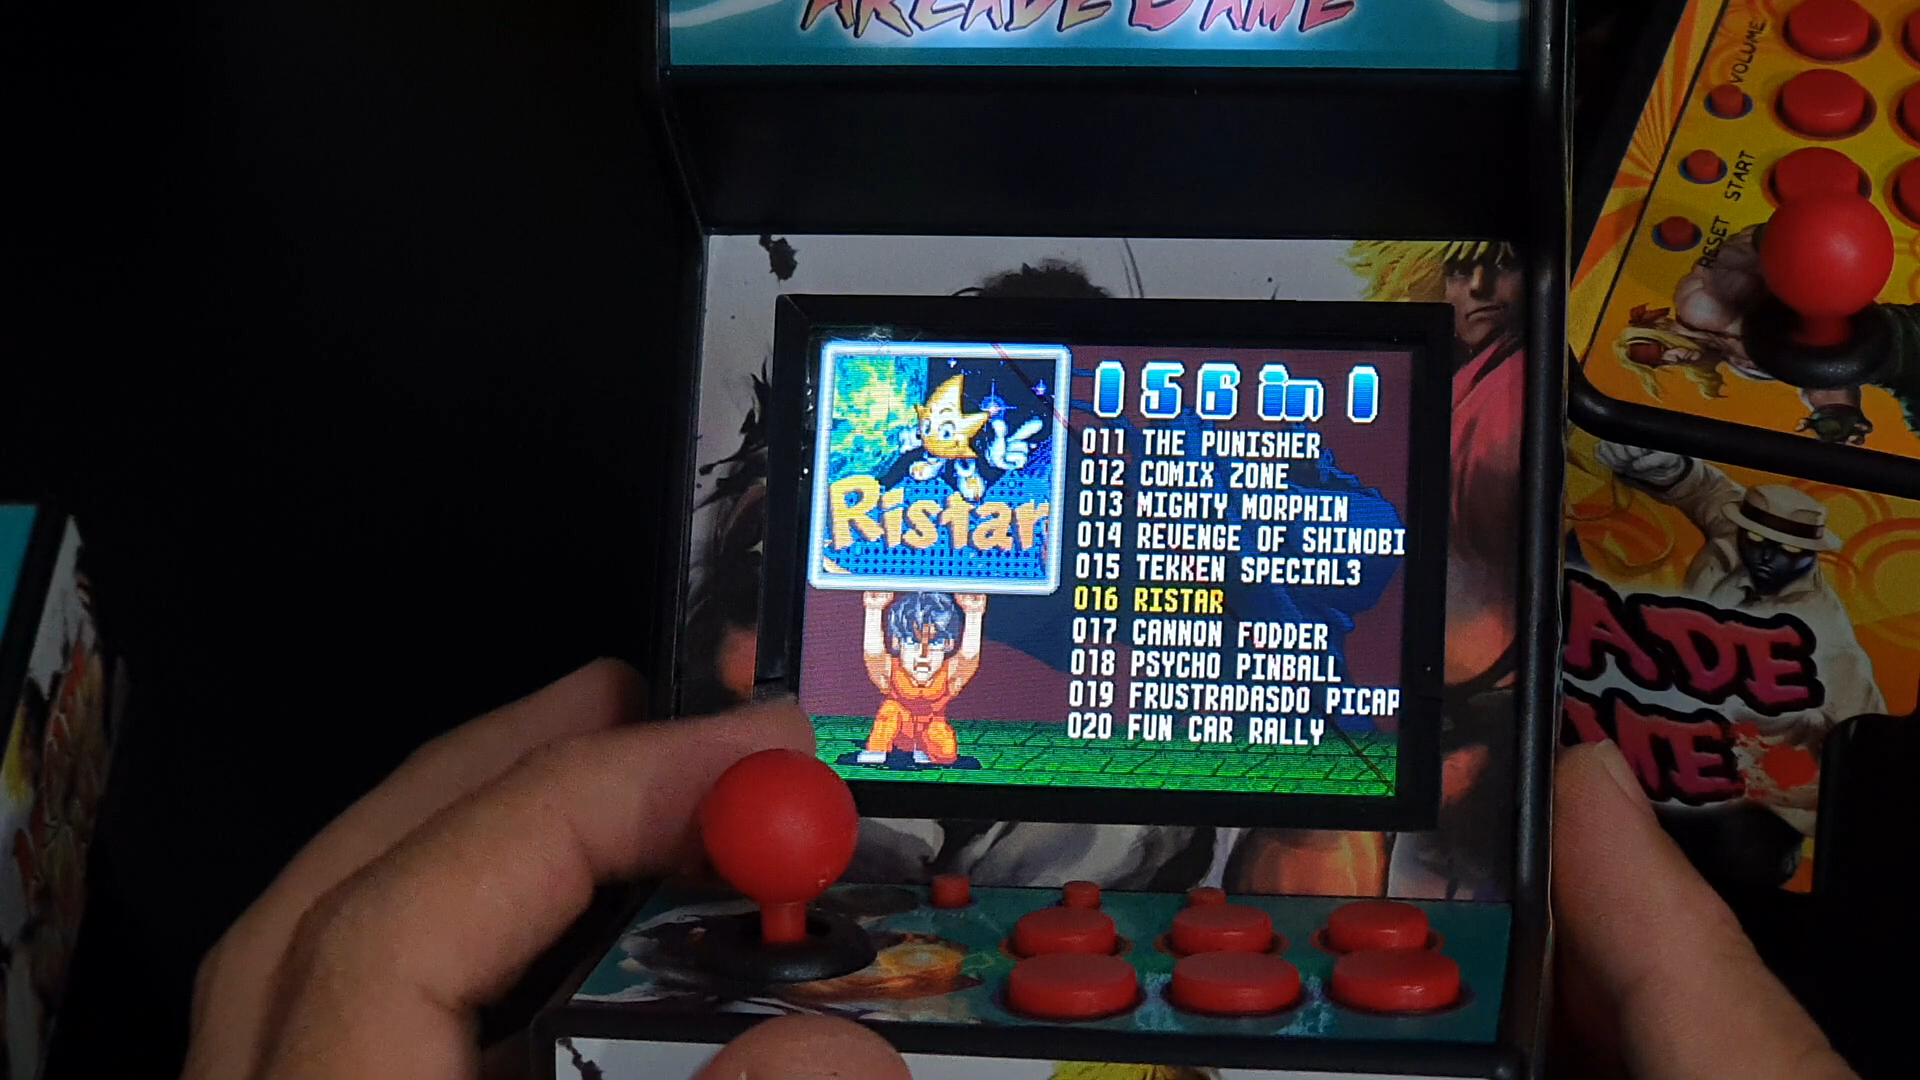 ARCADE GAME
156 in 1
011 THE PUNISHER
012 COMIX ZONE
013 MIGHTY MORPHIN
014 REVENGE OF SHINOBI
015 TEKKEN SPECIAL3
016 RISTAR
017 CANNON FODDER
018 PSYCHO PINBALL
019 FRUSTRADASDO PICAP
020 FUN CAR RALLY
Ristar
VOLUME
START
RESET